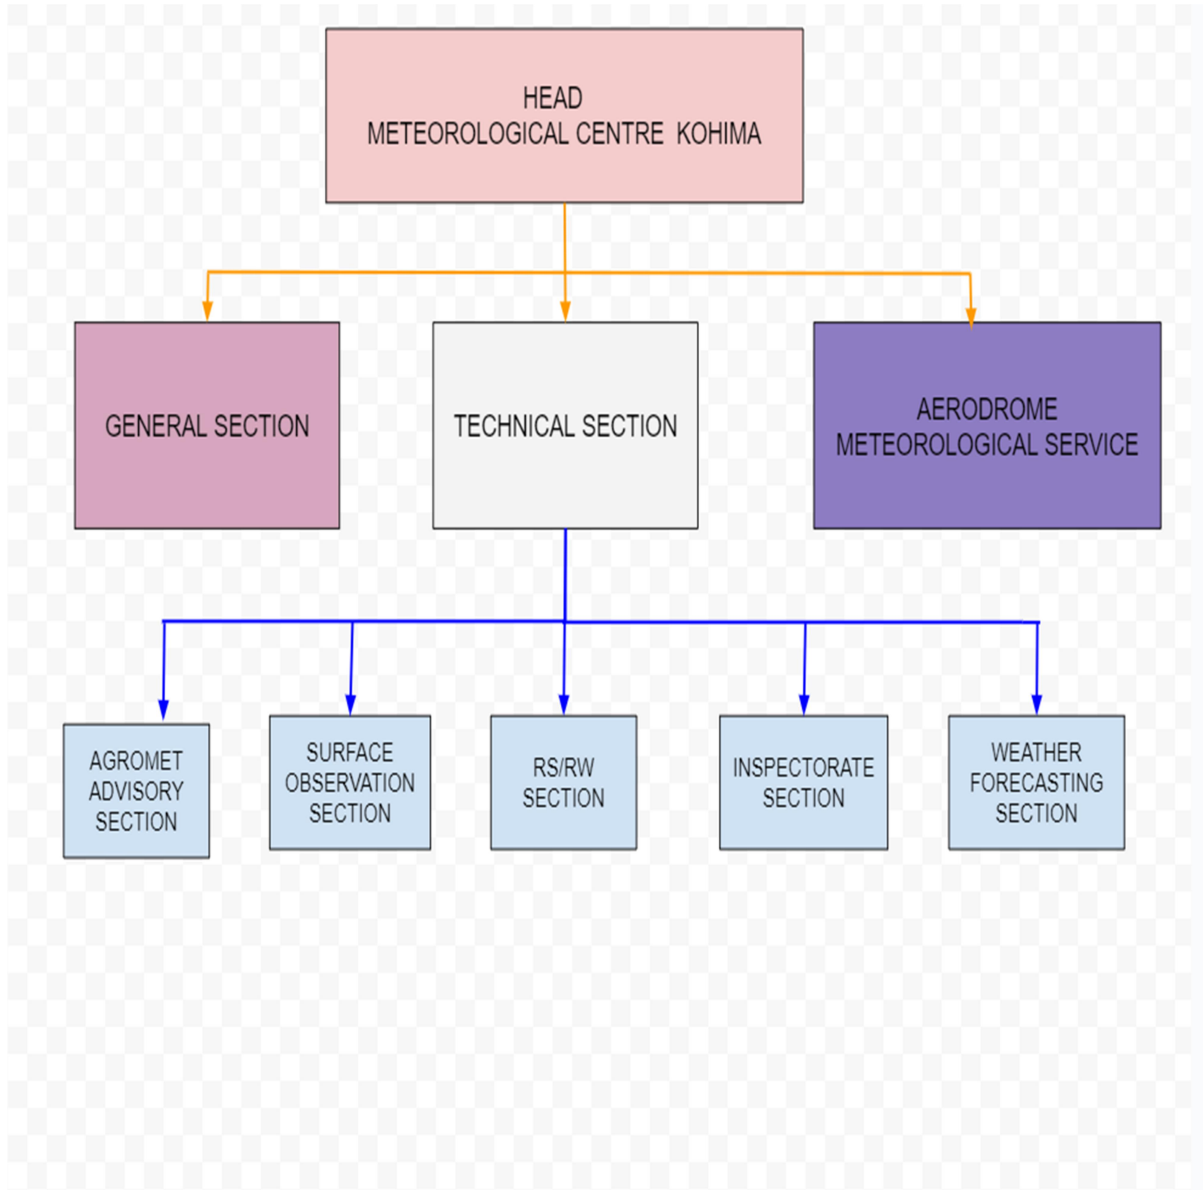 HEAD
METEOROLOGICAL CENTRE KOHIMA
GENERAL SECTION
TECHNICAL SECTION
AERODROME
METEOROLOGICAL SERVICE
AGROMET
ADVISORY
SECTION
SURFACE
OBSERVATION
SECTION
RS/RW
SECTION
INSPECTORATE
SECTION
WEATHER
FORECASTING
SECTION